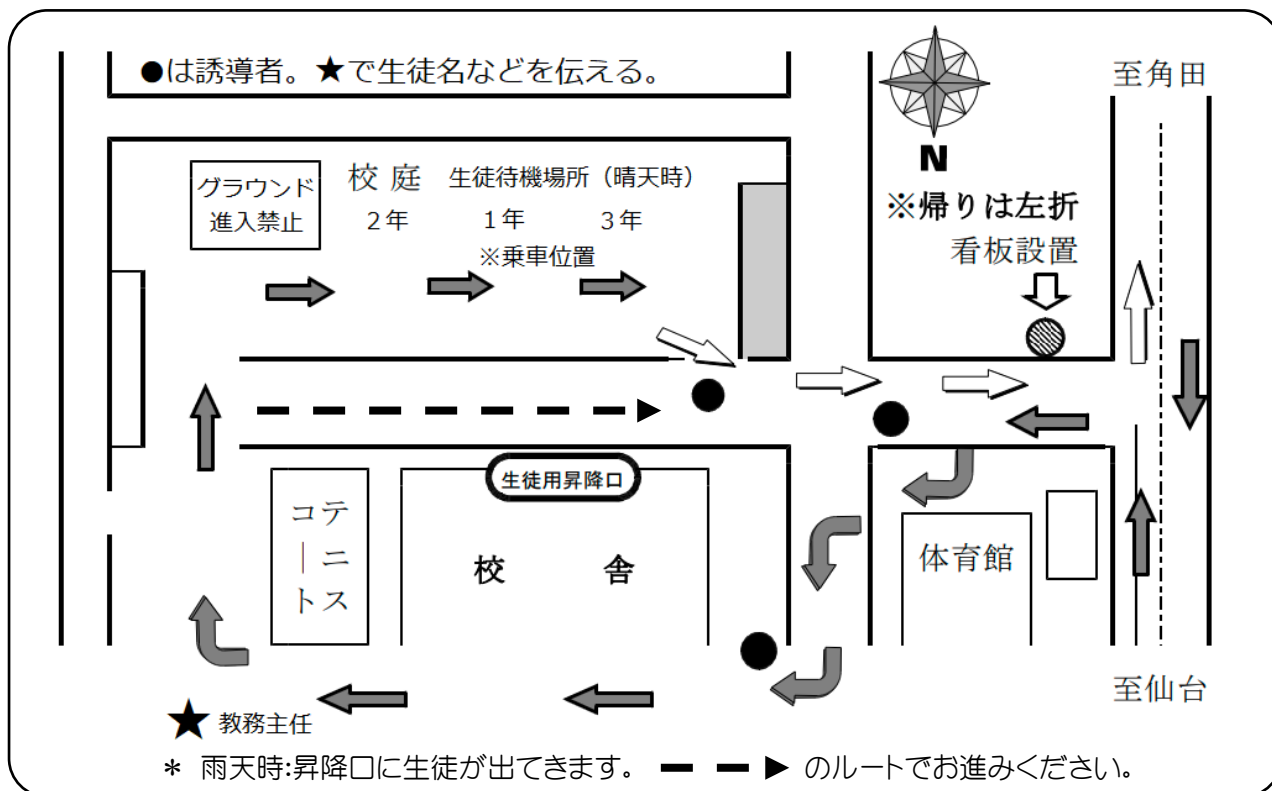 ●は誘導者。★で生徒名などを伝える。
至角田
N
グラウンド
進入禁止
校庭 生徒待機場所（晴天時）
２年 １年 ３年
※乗車位置
※帰りは左折
看板設置
生徒用昇降口
テニス
コート
校舎
体育館
至仙台
★ 教務主任
＊ 雨天時:昇降口に生徒が出てきます。 ━ ━ ▶ のルートでお進みください。